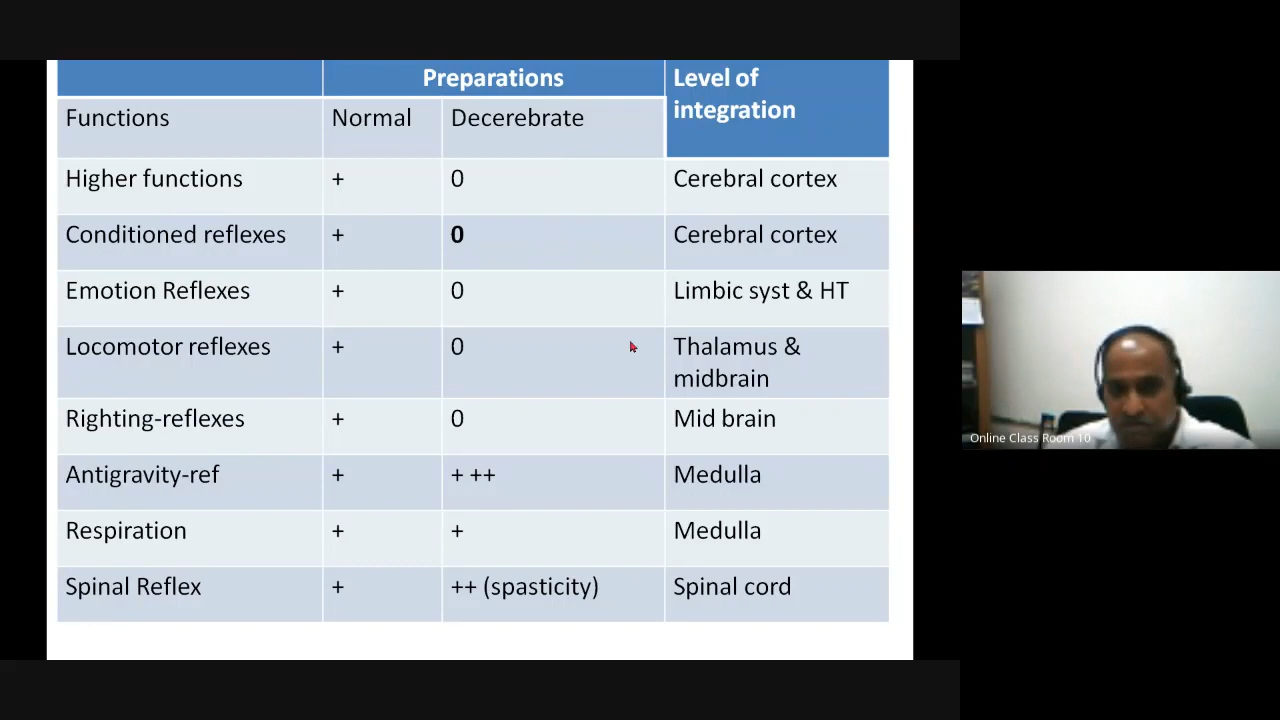 Preparations Level of
integration
Functions Normal Decerebrate
Higher functions + 0 Cerebral cortex
Conditioned reflexes + 0 Cerebral cortex
Emotion Reflexes + 0 Limbic syst & HT
Locomotor reflexes + 0 Thalamus &
midbrain
Righting-reflexes + 0 Mid brain
Antigravity-ref + + ++ Medulla
Respiration + + Medulla
Spinal Reflex + ++ (spasticity) Spinal cord
Online Class Room 10